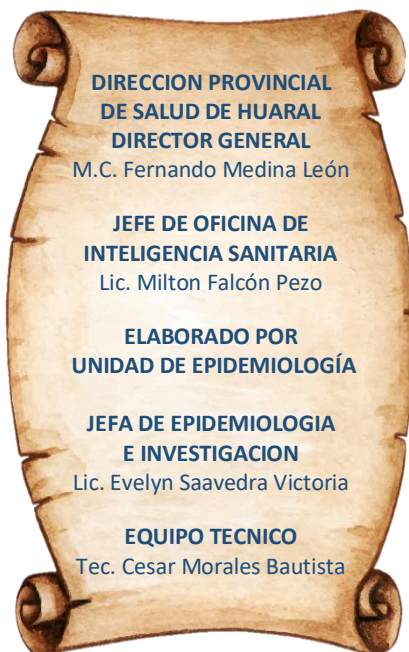 DIRECCION PROVINCIAL
DE SALUD DE HUARAL
DIRECTOR GENERAL
M.C. Fernando Medina León
JEFE DE OFICINA DE
INTELIGENCIA SANITARIA
Lic. Milton Falcón Pezo
ELABORADO POR
UNIDAD DE EPIDEMIOLOGÍA
JEFA DE EPIDEMIOLOGIA
E INVESTIGACION
Lic. Evelyn Saavedra Victoria
EQUIPO TECNICO
Tec. Cesar Morales Bautista